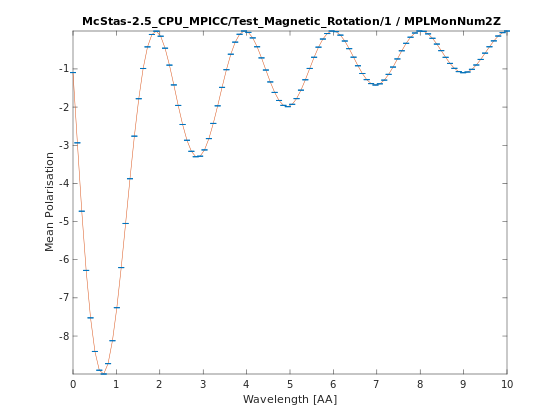 McStas-2.5_CPU_MPICC/Test_Magnetic_Rotation/1 / MPLMonNum2Z
-1
-2
-3
-4
-5
-6
-7
-8
Mean Polarisation
0 1 2 3 4 5 6 7 8 9 10
Wavelength [AA]